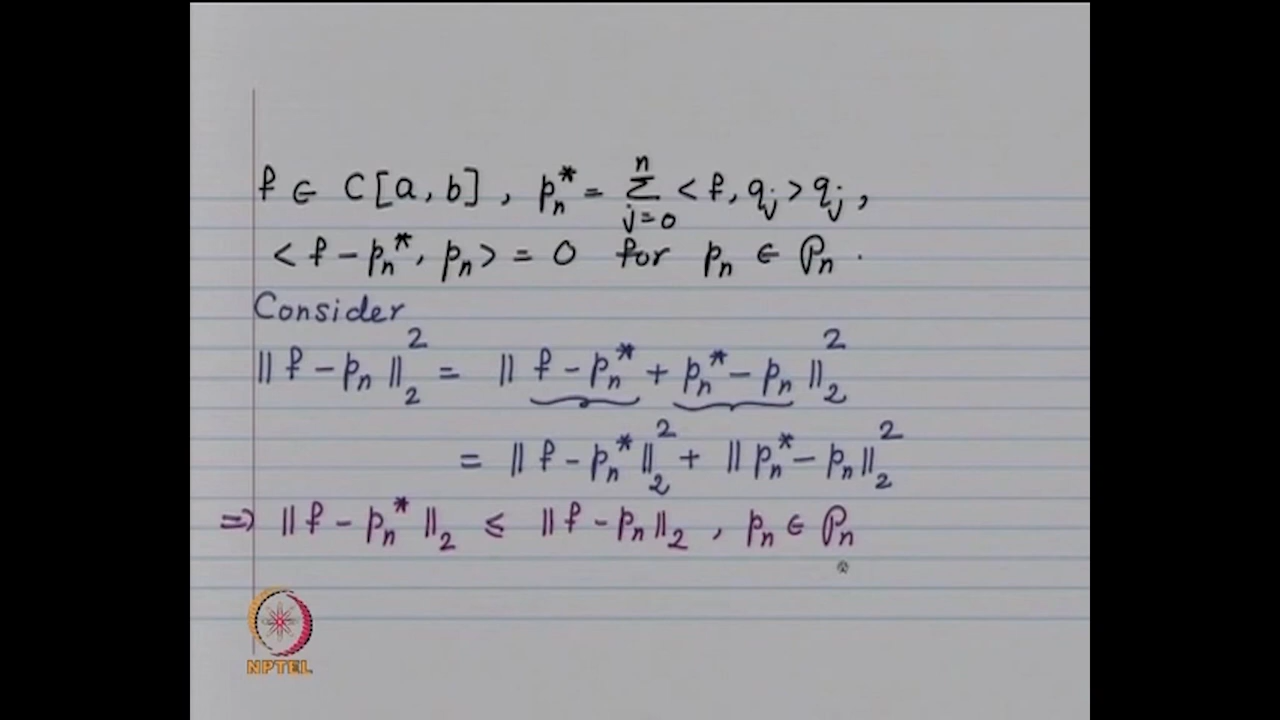 f ∈ C[a, b], p_n^* = Σ_{j=0}^{n} <f, q_j> q_j,
<f - p_n^*, p_n> = 0 for p_n ∈ 𝒫_n.
Consider
||f - p_n||_2^2 = ||f - p_n^* + p_n^* - p_n||_2^2
= ||f - p_n^*||_2^2 + ||p_n^* - p_n||_2^2
⇒ ||f - p_n^*||_2 ≤ ||f - p_n||_2, p_n ∈ 𝒫_n
NPTEL